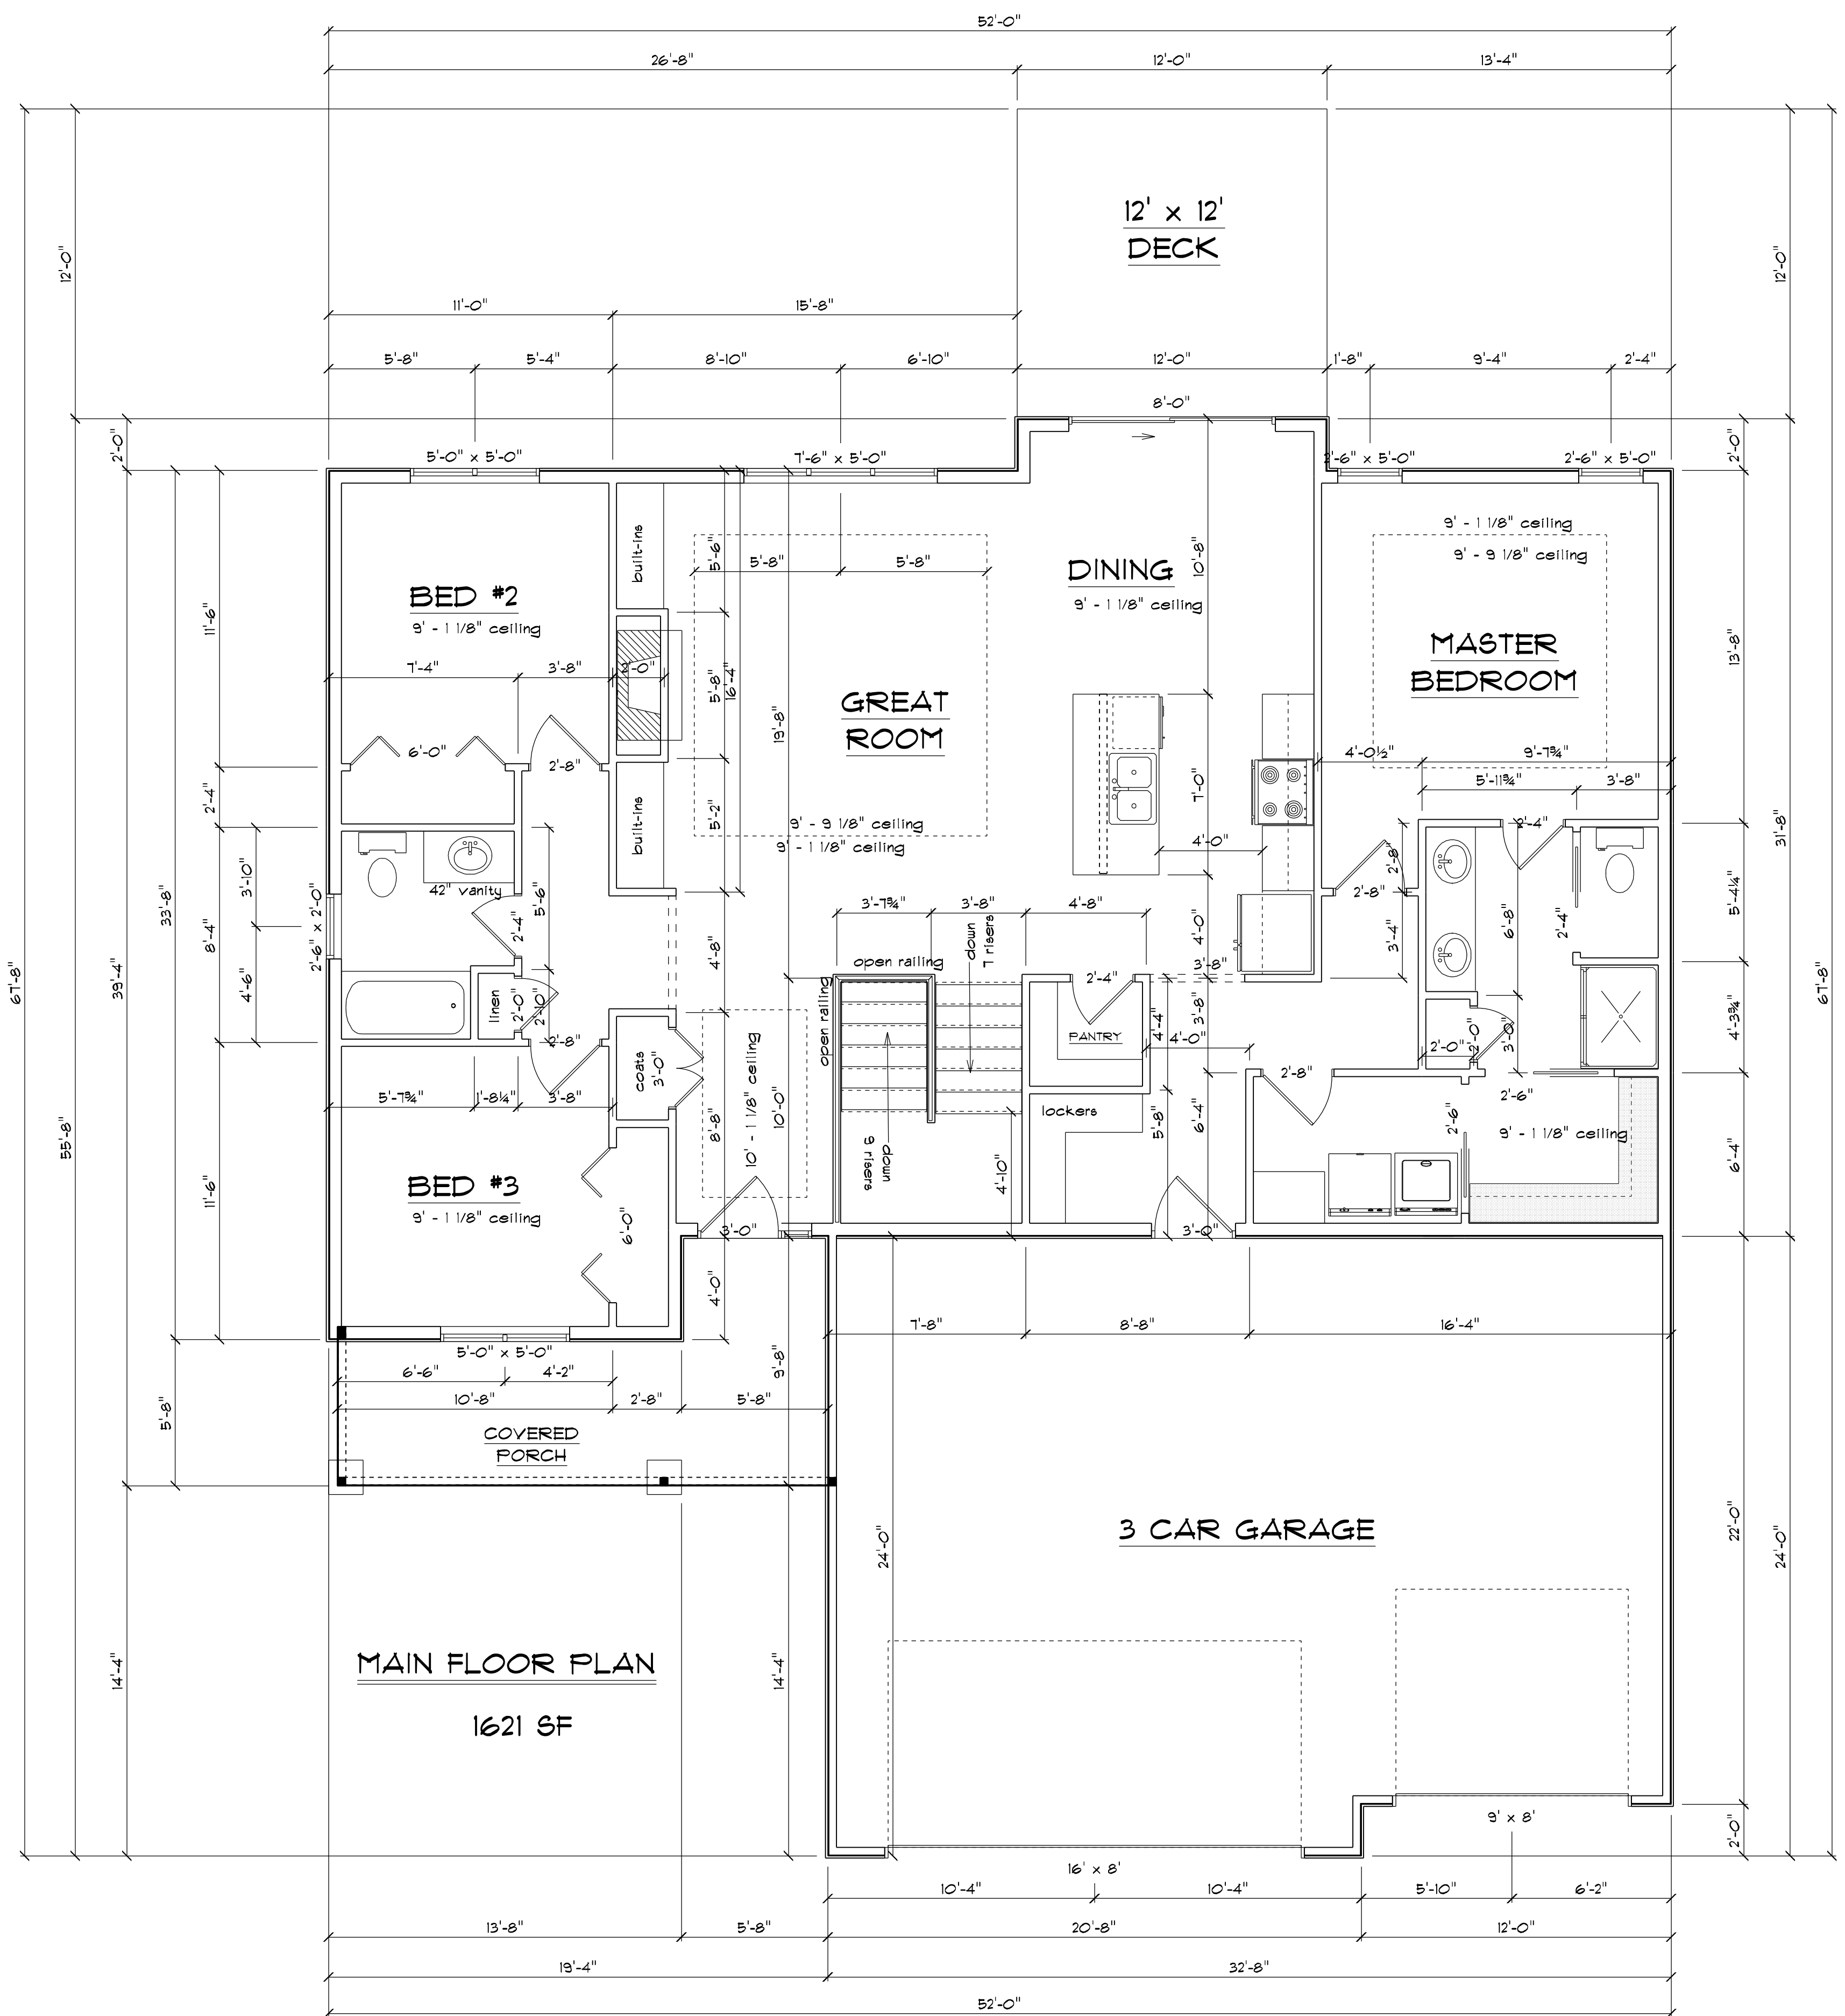 52'-0"
26'-8" 12'-0" 13'-4"
12' x 12'
DECK
12'-0" 12'-0"
11'-0" 15'-8"
5'-8" 5'-4" 8'-10" 6'-10" 12'-0" 1'-8" 9'-4" 2'-4"
8'-0"
2'-0" 2'-0"
5'-0" x 5'-0" 7'-6" x 5'-0" 2'-6" x 5'-0" 2'-6" x 5'-0"
9' - 1 1/8" ceiling
9' - 9 1/8" ceiling
built-ins
5'-6"
5'-8" 5'-8"
10'-8"
DINING
9' - 1 1/8" ceiling
BED #2
9' - 1 1/8" ceiling
11'-6"
13'-8"
MASTER
BEDROOM
7'-4" 3'-8" 2'-0"
5'-8"
16'-4"
19'-8"
GREAT
ROOM
6'-0"
2'-8"
4'-0½" 9'-7¾"
5'-11¾" 3'-8"
7'-0"
2'-4"
built-ins
5'-2"
9' - 9 1/8" ceiling
9' - 1 1/8" ceiling
4'-0"
2'-4"
31'-8"
3'-10"
42" vanity
5'-6"
2'-8"
2'-8"
33'-8"
8'-4"
2'-6" x 2'-0"
2'-4"
3'-7¾" 3'-8" 4'-8"
4'-0"
3'-4"
6'-8"
2'-4"
5'-4¼"
4'-6"
4'-8"
down
7 risers
open railing
3'-8"
2'-4"
67'-8"
39'-4"
67'-8"
linen
2'-0"
2'-10"
2'-8"
open railing
4'-4"
3'-8"
PANTRY
4'-0"
2'-0"
2'-0"
3'-0"
4'-3¾"
coats
3'-0"
10' - 1 1/8" ceiling
10'-0"
2'-8"
2'-6"
5'-7¾" 1'-8¼" 3'-8"
8'-8"
lockers
5'-8"
6'-4"
2'-6"
9' - 1 1/8" ceiling
6'-4"
55'-8"
down
9 risers
4'-10"
BED #3
9' - 1 1/8" ceiling
11'-6"
6'-0"
3'-0" 3'-0"
4'-0"
7'-8" 8'-8" 16'-4"
5'-0" x 5'-0"
6'-6" 4'-2"
9'-8"
10'-8" 2'-8" 5'-8"
5'-8"
COVERED
PORCH
3 CAR GARAGE
24'-0"
22'-0"
24'-0"
MAIN FLOOR PLAN
1621 SF
14'-4"
14'-4"
9' x 8'
2'-0"
16' x 8'
10'-4" 10'-4" 5'-10" 6'-2"
13'-8" 5'-8" 20'-8" 12'-0"
19'-4" 32'-8"
52'-0"